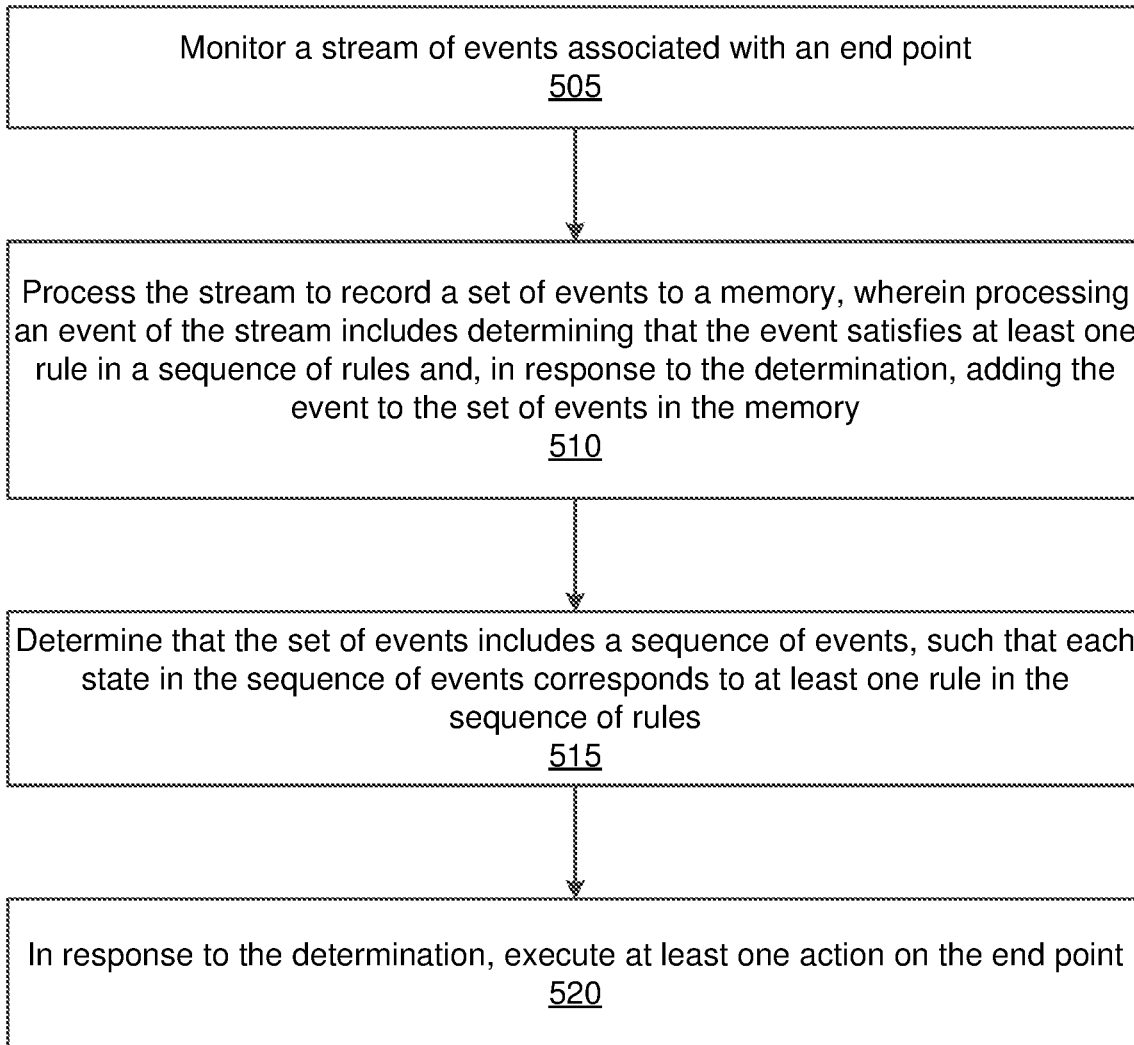 Monitor a stream of events associated with an end point
505
Process the stream to record a set of events to a memory, wherein processing
an event of the stream includes determining that the event satisfies at least one
rule in a sequence of rules and, in response to the determination, adding the
event to the set of events in the memory
510
Determine that the set of events includes a sequence of events, such that each
state in the sequence of events corresponds to at least one rule in the
sequence of rules
515
In response to the determination, execute at least one action on the end point
520